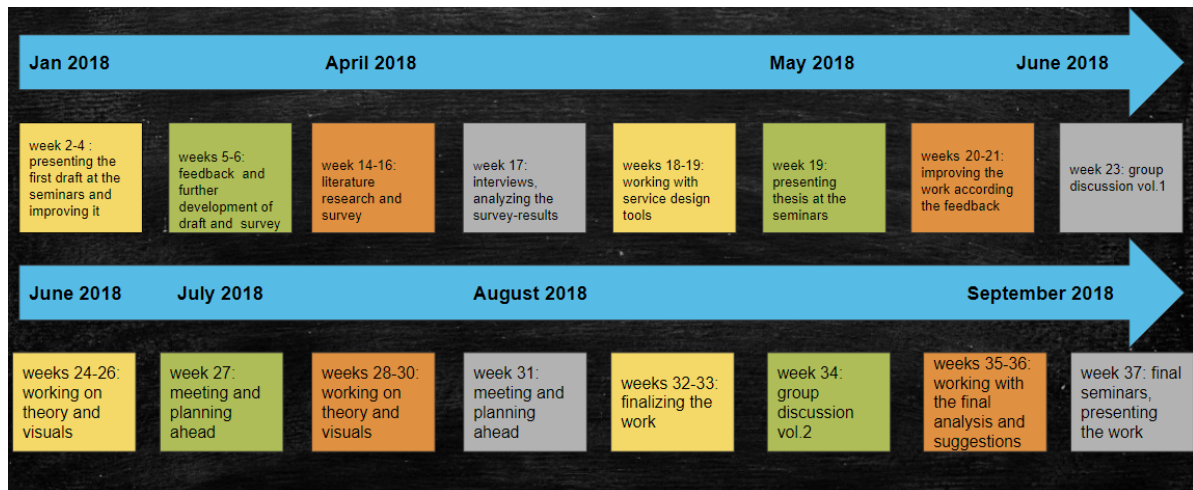 Jan 2018 April 2018 May 2018 June 2018
week 2-4 :
presenting the
first draft at the
seminars and
improving it
weeks 5-6:
feedback and
further
development of
draft and survey
week 14-16:
literature
research and
survey
week 17:
interviews,
analyzing the
survey-results
weeks 18-19:
working with
service design
tools
week 19:
presenting
thesis at the
seminars
weeks 20-21:
improving the
work according
the feedback
week 23: group
discussion vol.1
June 2018 July 2018 August 2018 September 2018
weeks 24-26:
working on
theory and
visuals
week 27:
meeting and
planning
ahead
weeks 28-30:
working on
theory and
visuals
week 31:
meeting and
planning
ahead
weeks 32-33:
finalizing the
work
week 34:
group
discussion
vol.2
weeks 35-36:
working with
the final
analysis and
suggestions
week 37: final
seminars,
presenting
the work